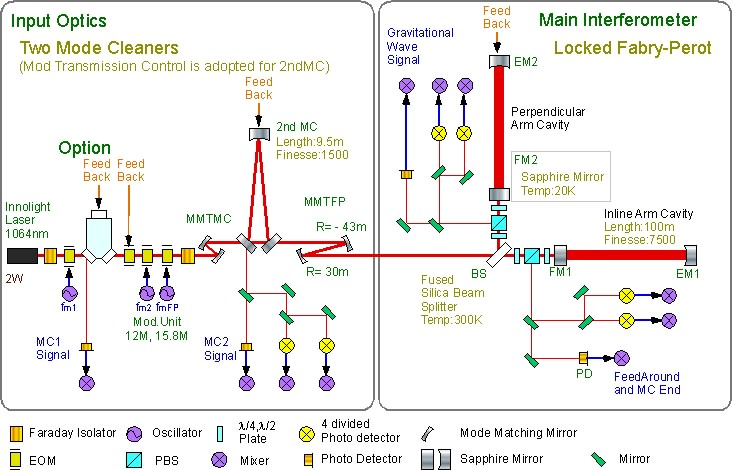 Input Optics
Two Mode Cleaners
(Mod Transmission Control is adopted for 2ndMC)
Feed
Back
2nd MC
Length:9.5m
Finesse:1500
Option
Feed
Back
Feed
Back
Innolight
Laser
1064nm
2W
MMTMC
MMTFP
R= - 43m
R= 30m
fm1
fm2
fmFP
Mod.Unit
12M, 15.8M
MC1
Signal
MC2
Signal
Main Interferometer
Locked Fabry-Perot
Feed
Back
Gravitational
Wave
Signal
EM2
Perpendicular
Arm Cavity
FM2
Sapphire Mirror
Temp:20K
Inline Arm Cavity
Length:100m
Finesse:7500
BS
FM1
EM1
Fused
Silica Beam
Splitter
Temp:300K
PD
FeedAround
and MC End
Faraday Isolator
Oscillator
λ/4,λ/2
Plate
4 divided
Photo detector
Mode Matching Mirror
EOM
PBS
Mixer
Photo Detector
Sapphire Mirror
Mirror